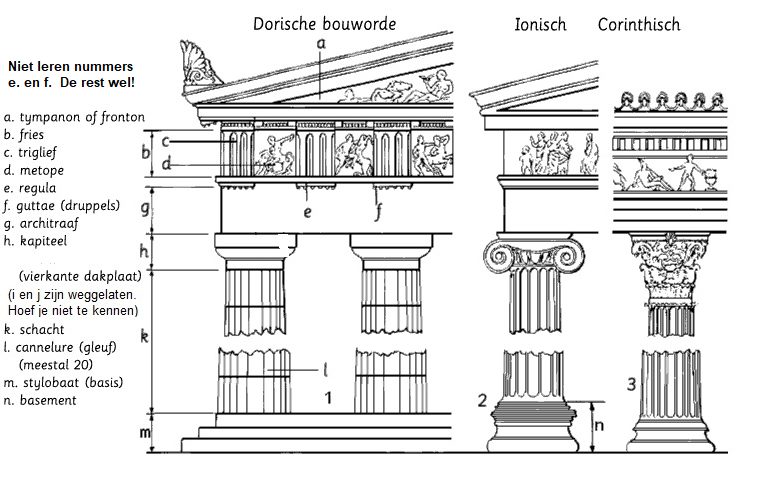 Dorische bouworde
Ionisch
Corinthisch
Niet leren nummers
e. en f. De rest wel!
a. tympanon of fronton
b. fries
c. triglief
d. metope
e. regula
f. guttae (druppels)
g. architraaf
h. kapiteel
(vierkante dakplaat)
(i en j zijn weggelaten.
Hoef je niet te kennen)
k. schacht
l. cannelure (gleuf)
(meestal 20)
m. stylobaat (basis)
n. basement
a
b
c
d
e
f
g
h
k
l
1
m
2
n
3